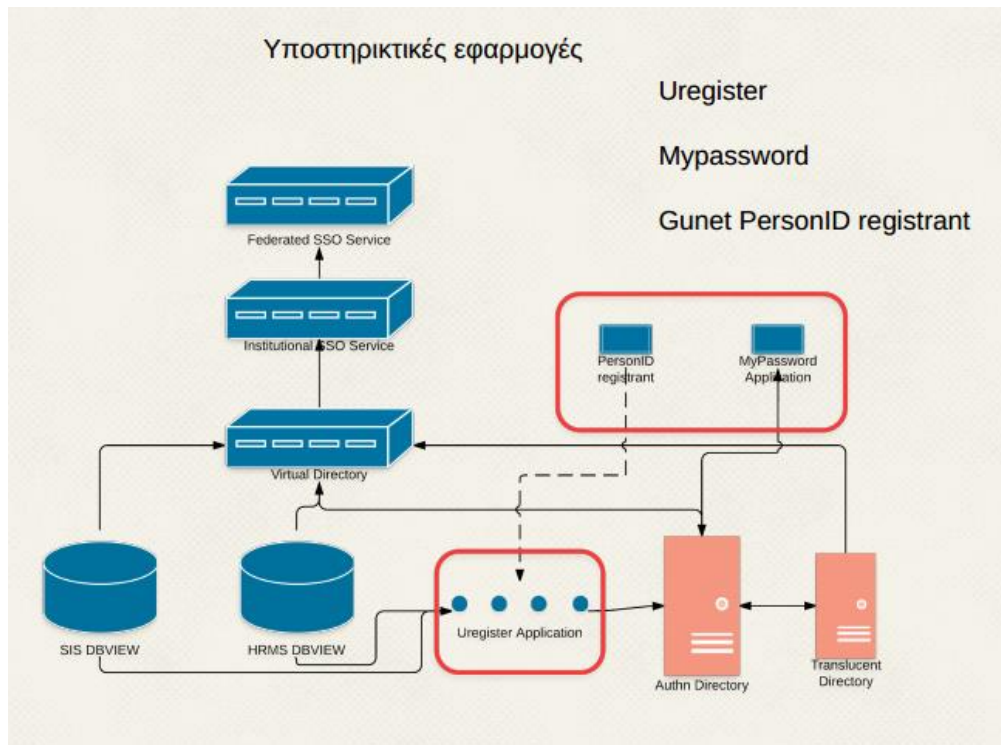 Υποστηρικτικές εφαρμογές
Uregister
Mypassword
Gunet PersonID registrant
Federated SSO Service
Institutional SSO Service
PersonID
registrant
MyPassword
Application
Virtual Directory
SIS DBVIEW
HRMS DBVIEW
Uregister Application
Authn Directory
Translucent
Directory